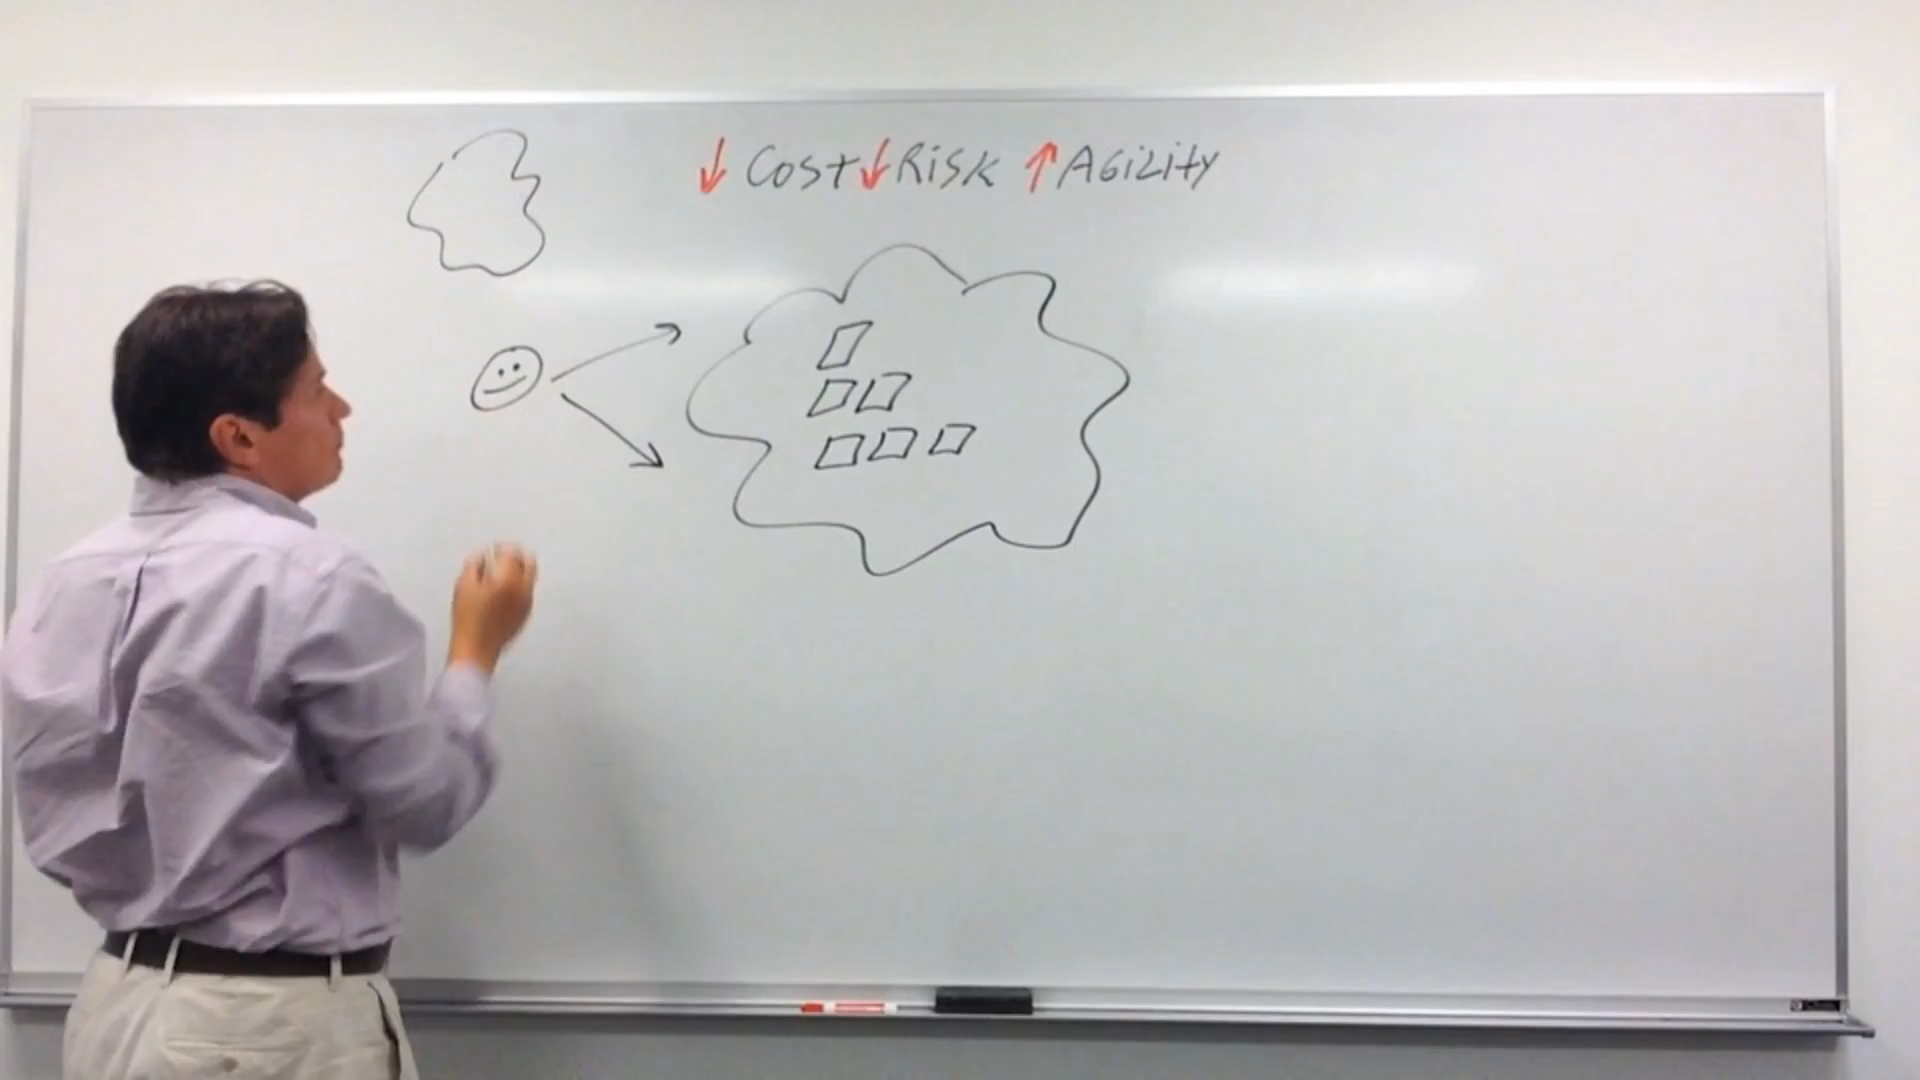 ↓ Cost ↓ Risk ↑ Agility